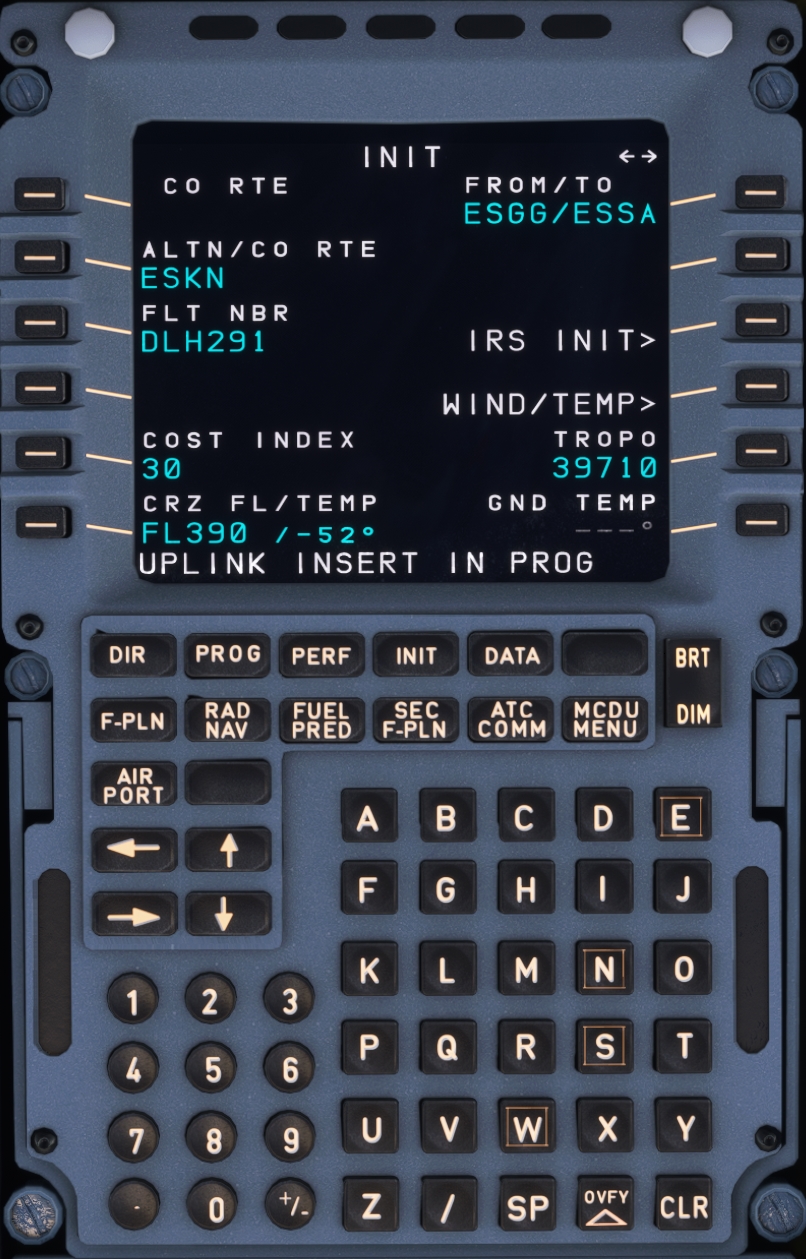 INIT ←→
CO RTE FROM/TO
ESGG/ESSA
ALTN/CO RTE
ESKN
FLT NBR
DLH291 IRS INIT>
WIND/TEMP>
COST INDEX TROPO
30 39710
CRZ FL/TEMP GND TEMP
FL390 /-52° ---°
UPLINK INSERT IN PROG
DIR PROG PERF INIT DATA BRT
F-PLN RAD NAV FUEL PRED SEC F-PLN ATC COMM MCDU MENU DIM
AIR PORT
← ↑
→ ↓
A B C D E
F G H I J
K L M N O
1 2 3
P Q R S T
4 5 6
U V W X Y
7 8 9
Z / SP OVFY CLR
. 0 +/-